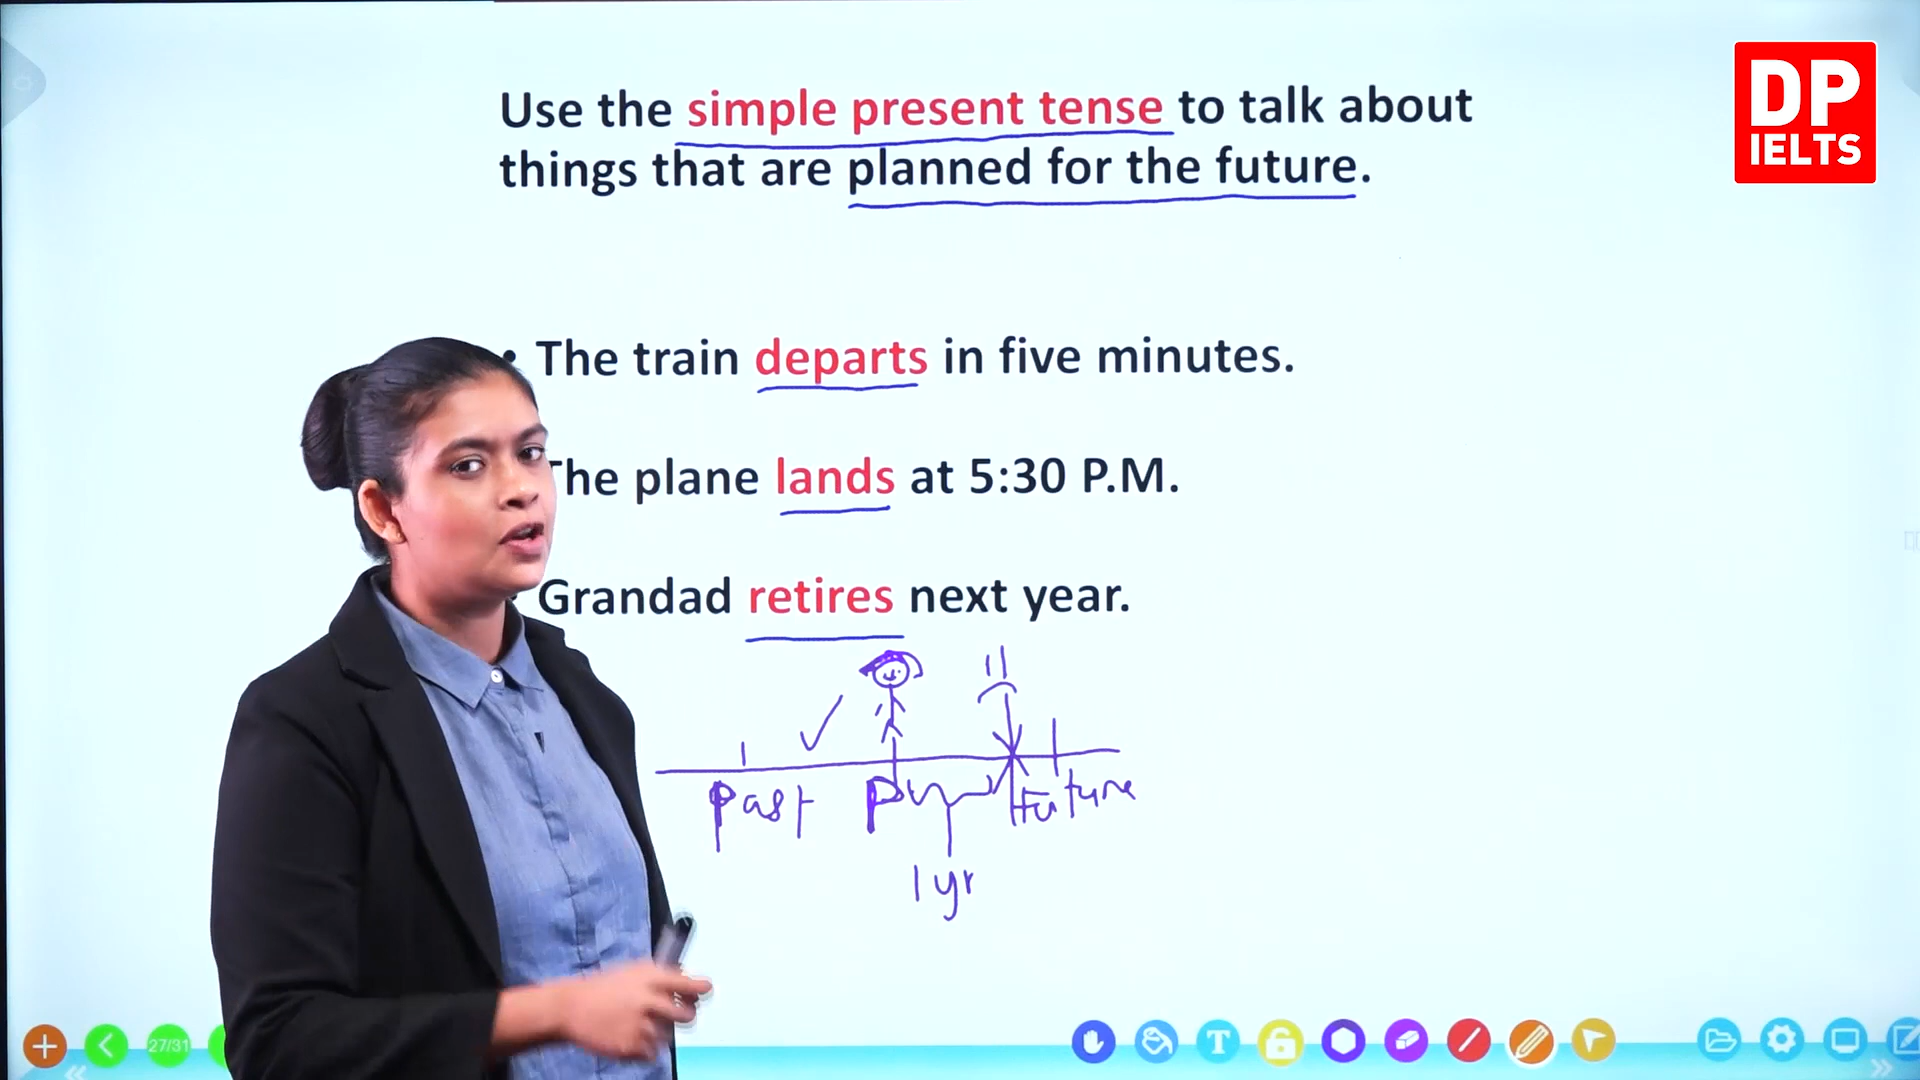 Use the simple present tense to talk about
things that are planned for the future.
DP
IELTS
• The train departs in five minutes.
The plane lands at 5:30 P.M.
Grandad retires next year.
past
future
1 yr
27/31
T